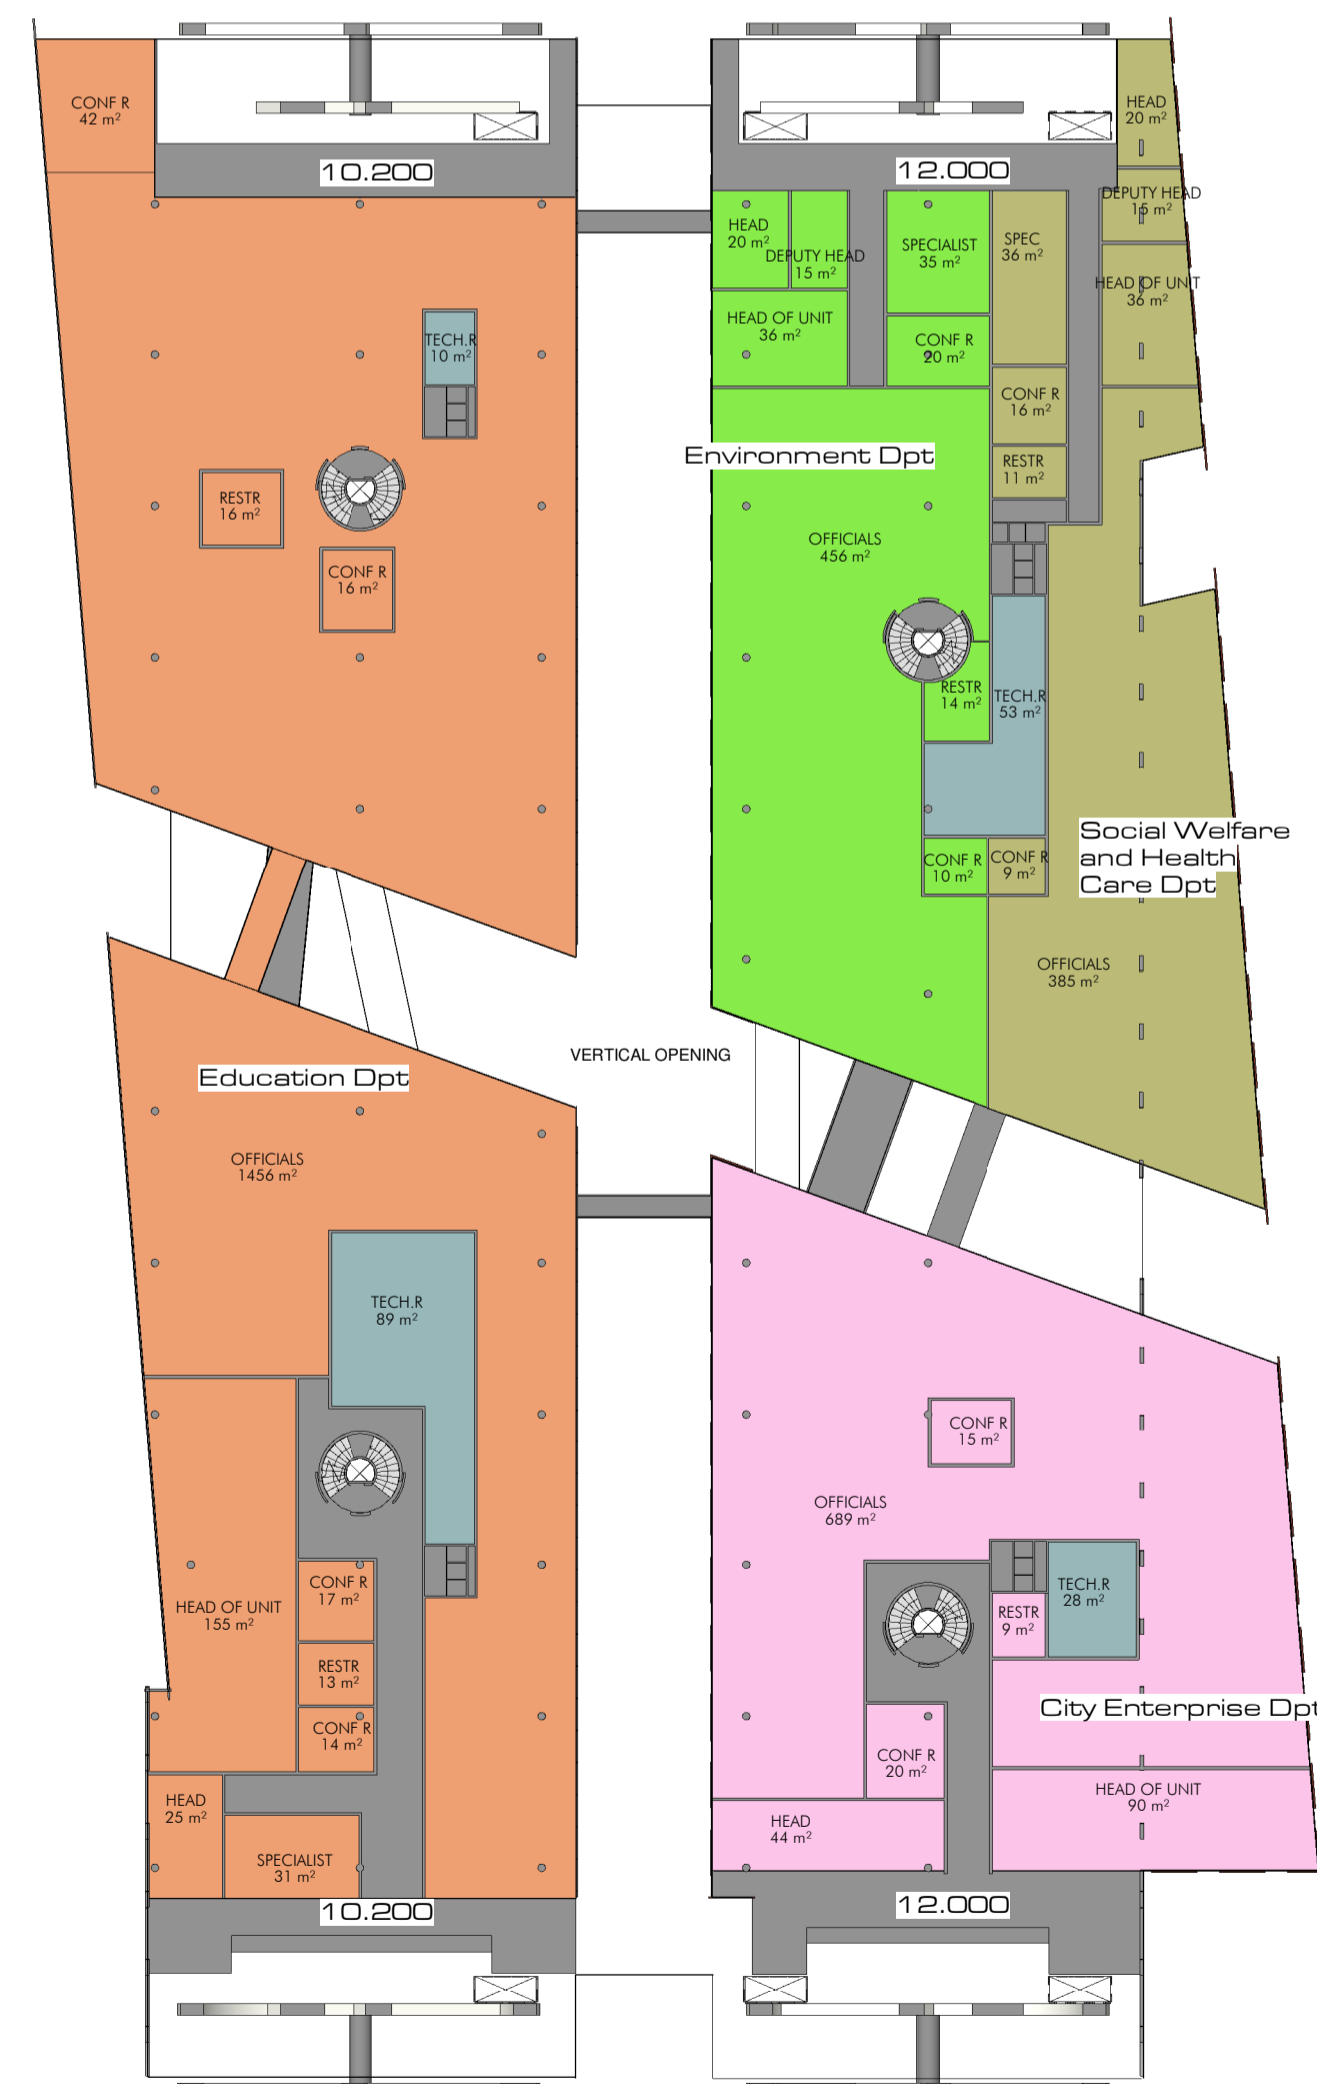 CONF R
42 m²
10.200
TECH.R
10 m²
RESTR
16 m²
CONF R
16 m²
12.000
HEAD
20 m²
DEPUTY HEAD
15 m²
HEAD OF UNIT
36 m²
HEAD
20 m²
DEPUTY HEAD
15 m²
SPECIALIST
35 m²
SPEC
36 m²
HEAD OF UNIT
36 m²
CONF R
20 m²
CONF R
16 m²
Environment Dpt
RESTR
11 m²
OFFICIALS
456 m²
RESTR
14 m²
TECH.R
53 m²
Social Welfare
and Health
Care Dpt
CONF R
10 m²
CONF R
9 m²
OFFICIALS
385 m²
VERTICAL OPENING
Education Dpt
OFFICIALS
1456 m²
TECH.R
89 m²
CONF R
17 m²
HEAD OF UNIT
155 m²
RESTR
13 m²
CONF R
14 m²
HEAD
25 m²
SPECIALIST
31 m²
10.200
CONF R
15 m²
OFFICIALS
689 m²
TECH.R
28 m²
RESTR
9 m²
City Enterprise Dpt
CONF R
20 m²
HEAD OF UNIT
90 m²
HEAD
44 m²
12.000